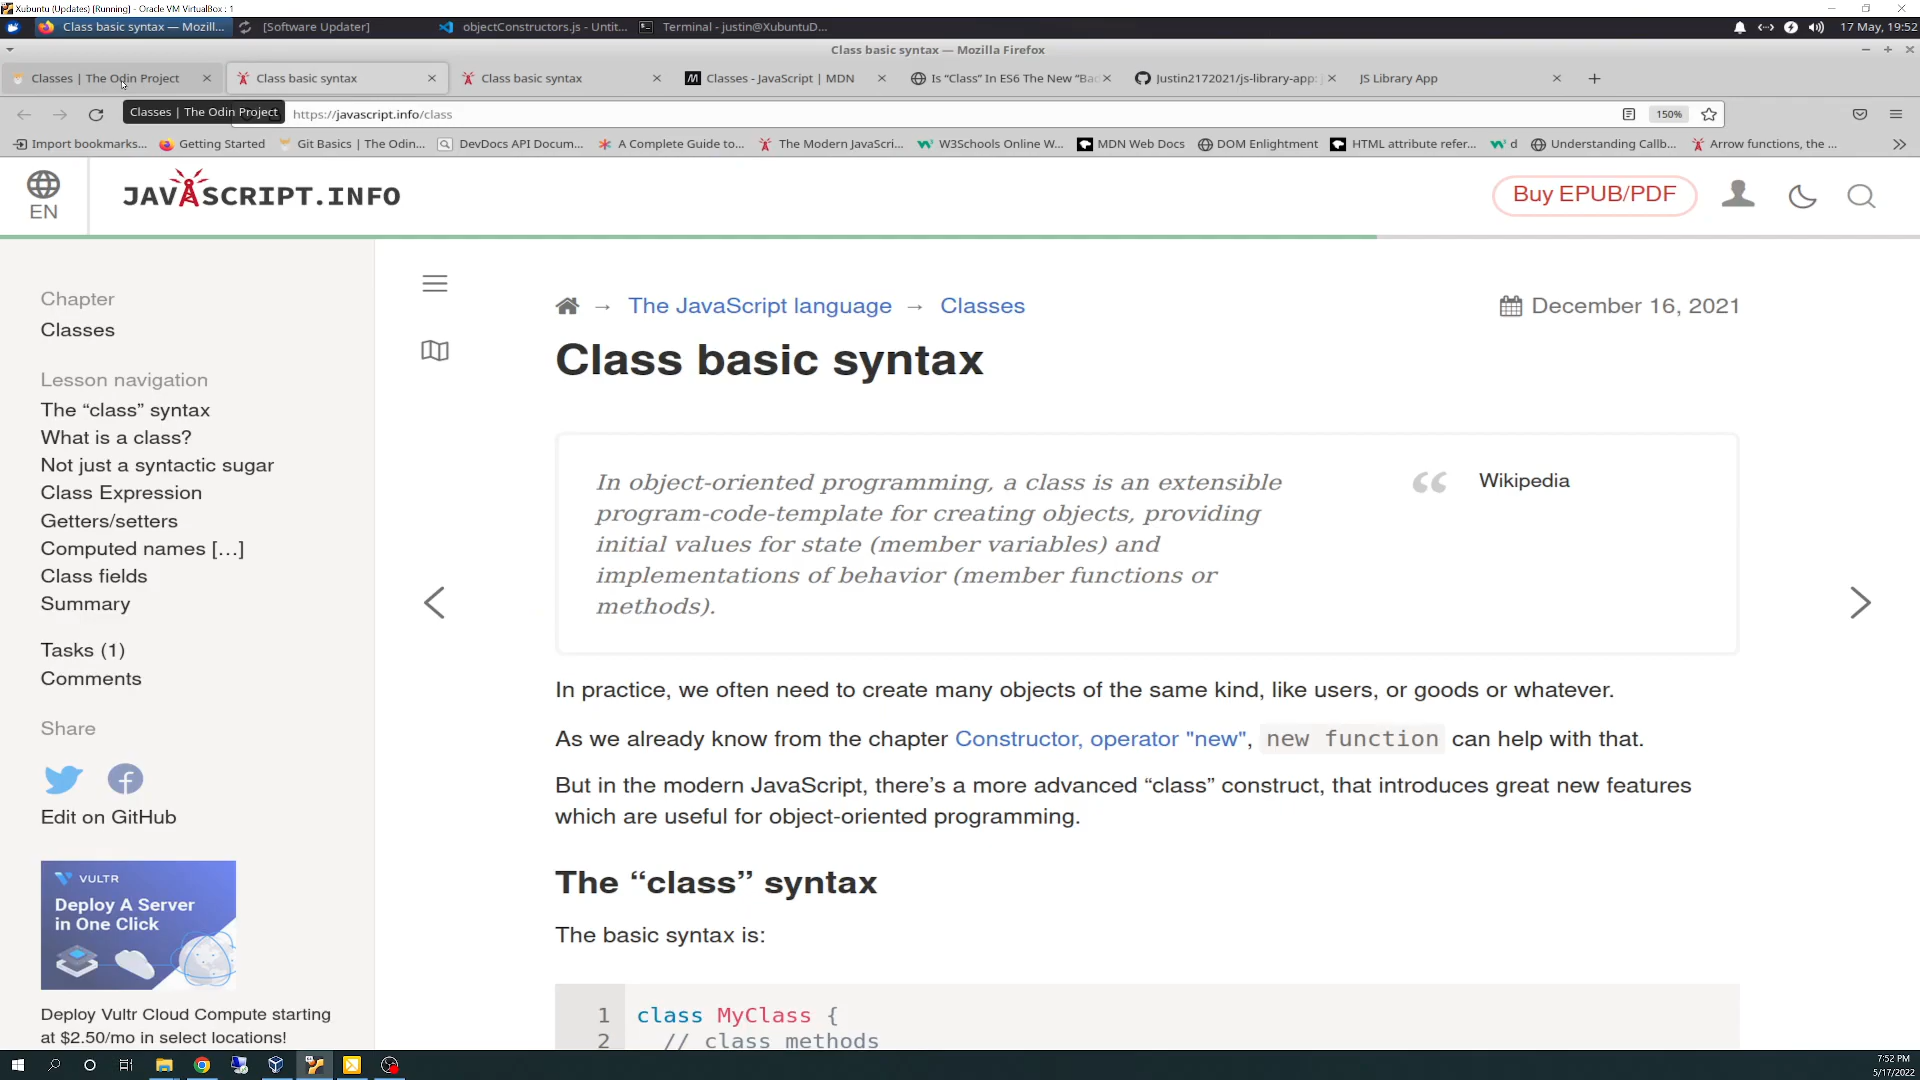 Xubuntu (Updates) [Running] - Oracle VM VirtualBox : 1
Class basic syntax — Mozill...
[Software Updater]
objectConstructors.js - Untit...
Terminal - justin@XubuntuD...
17 May, 19:52
Class basic syntax — Mozilla Firefox
Classes | The Odin Project
Class basic syntax
Class basic syntax
Classes - JavaScript | MDN
Is “Class” In ES6 The New “Bad
Justin2172021/js-library-app:
JS Library App
Classes | The Odin Project
https://javascript.info/class
150%
Import bookmarks...
Getting Started
Git Basics | The Odin...
DevDocs API Docum...
A Complete Guide to...
The Modern JavaScri...
W3Schools Online W...
MDN Web Docs
DOM Enlightment
HTML attribute refer...
d
Understanding Callb...
Arrow functions, the ...
EN
JAVASCRIPT.INFO
Buy EPUB/PDF
Chapter
Classes
Lesson navigation
The “class” syntax
What is a class?
Not just a syntactic sugar
Class Expression
Getters/setters
Computed names […]
Class fields
Summary
Tasks (1)
Comments
Share
Edit on GitHub
VULTR
Deploy A Server
in One Click
Deploy Vultr Cloud Compute starting
at $2.50/mo in select locations!
→ The JavaScript language → Classes
December 16, 2021
Class basic syntax
In object-oriented programming, a class is an extensible
program-code-template for creating objects, providing
initial values for state (member variables) and
implementations of behavior (member functions or
methods).
“ Wikipedia
In practice, we often need to create many objects of the same kind, like users, or goods or whatever.
As we already know from the chapter Constructor, operator "new", new function can help with that.
But in the modern JavaScript, there’s a more advanced “class” construct, that introduces great new features
which are useful for object-oriented programming.
The “class” syntax
The basic syntax is:
1 class MyClass {
2 // class methods
7:52 PM
5/17/2022